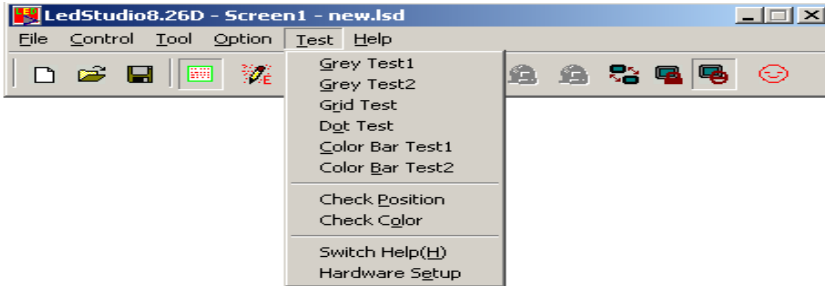 LedStudio8.26D - Screen1 - new.lsd
File Control Tool Option Test Help
Grey Test1
Grey Test2
Grid Test
Dot Test
Color Bar Test1
Color Bar Test2
Check Position
Check Color
Switch Help(H)
Hardware Setup